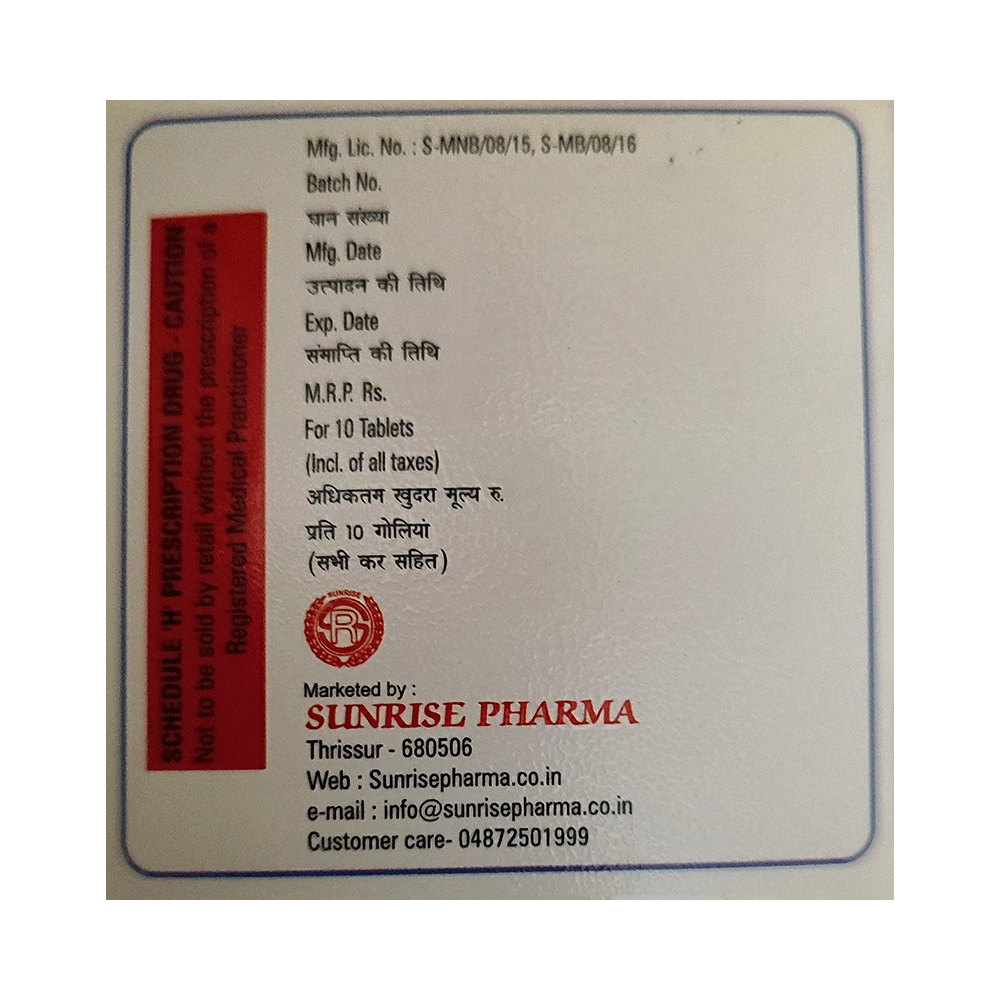 SCHEDULE 'H' PRESCRIPTION DRUG - CAUTION
Not to be sold by retail without the prescription of a
Registered Medical Practitioner
Mfg. Lic. No. : S-MNB/08/15, S-MB/08/16
Batch No.
घान संख्या
Mfg. Date
उत्पादन की तिथि
Exp. Date
संमाप्ति की तिथि
M.R.P. Rs.
For 10 Tablets
(Incl. of all taxes)
अधिकतम खुदरा मूल्य रु.
प्रति 10 गोलियां
(सभी कर सहित)
SUNRISE
SR
Marketed by :
SUNRISE PHARMA
Thrissur - 680506
Web : Sunrisepharma.co.in
e-mail : info@sunrisepharma.co.in
Customer care- 04872501999